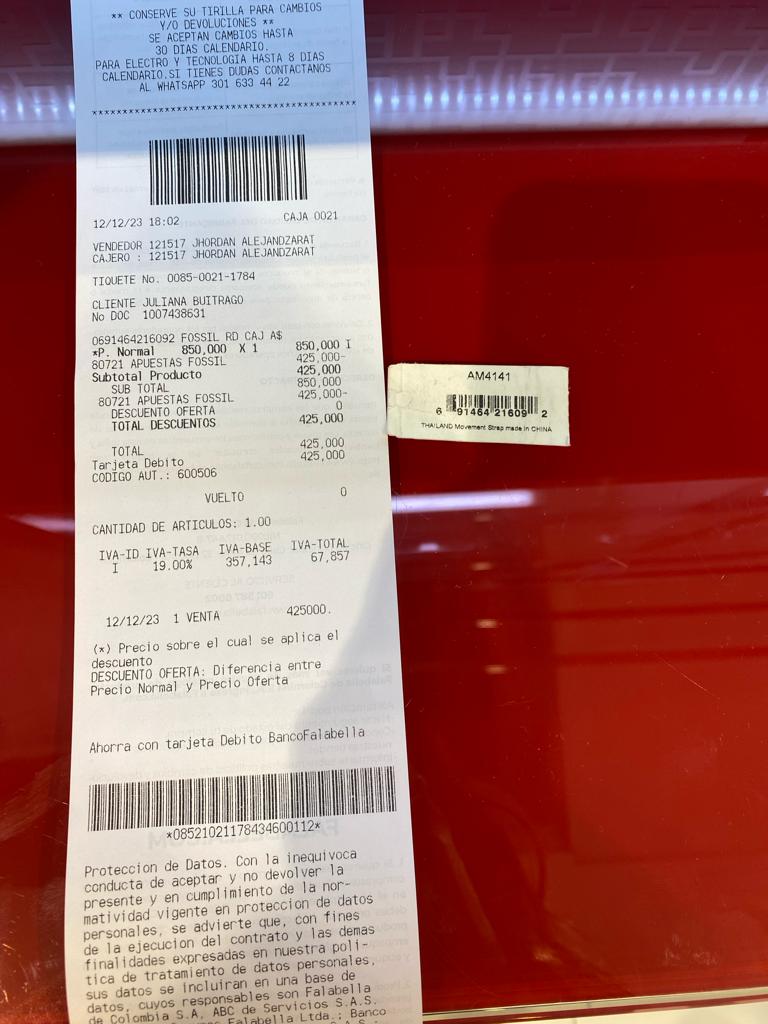 ** CONSERVE SU TIRILLA PARA CAMBIOS
Y/O DEVOLUCIONES **
SE ACEPTAN CAMBIOS HASTA
30 DIAS CALENDARIO.
PARA ELECTRO Y TECNOLOGIA HASTA 8 DIAS
CALENDARIO.SI TIENES DUDAS CONTACTANOS
AL WHATSAPP 301 633 44 22
12/12/23 18:02 CAJA 0021
VENDEDOR 121517 JHORDAN ALEJANDZARAT
CAJERO : 121517 JHORDAN ALEJANDZARAT
TIQUETE No. 0085-0021-1784
CLIENTE JULIANA BUITRAGO
No DOC 1007438631
0691464216092 FOSSIL RD CAJ A$
*P. Normal 850,000 X 1 850,000 I
80721 APUESTAS FOSSIL 425,000-
Subtotal Producto 425,000
SUB TOTAL 850,000
80721 APUESTAS FOSSIL 425,000-
DESCUENTO OFERTA 0
TOTAL DESCUENTOS 425,000
TOTAL 425,000
Tarjeta Debito 425,000
CODIGO AUT.: 600506
VUELTO 0
CANTIDAD DE ARTICULOS: 1.00
IVA-ID IVA-TASA IVA-BASE IVA-TOTAL
I 19.00% 357,143 67,857
12/12/23 1 VENTA 425000.
(*) Precio sobre el cual se aplica el
descuento
DESCUENTO OFERTA: Diferencia entre
Precio Normal y Precio Oferta
Ahorra con tarjeta Debito BancoFalabella
*08521021178434600112*
Proteccion de Datos. Con la inequivoca
conducta de aceptar y no devolver la
presente y en cumplimiento de la nor-
matividad vigente en proteccion de datos
personales, se advierte que, con fines
de la ejecucion del contrato y las demas
finalidades expresadas en nuestra poli-
tica de tratamiento de datos personales,
sus datos se incluiran en una base de
datos, cuyos responsables son Falabella
de Colombia S.A, ABC de Servicios S.A.S.
Falabella Ltda.; Banco
AM4141
6 91464 21609 2
THAILAND Movement Strap made in CHINA